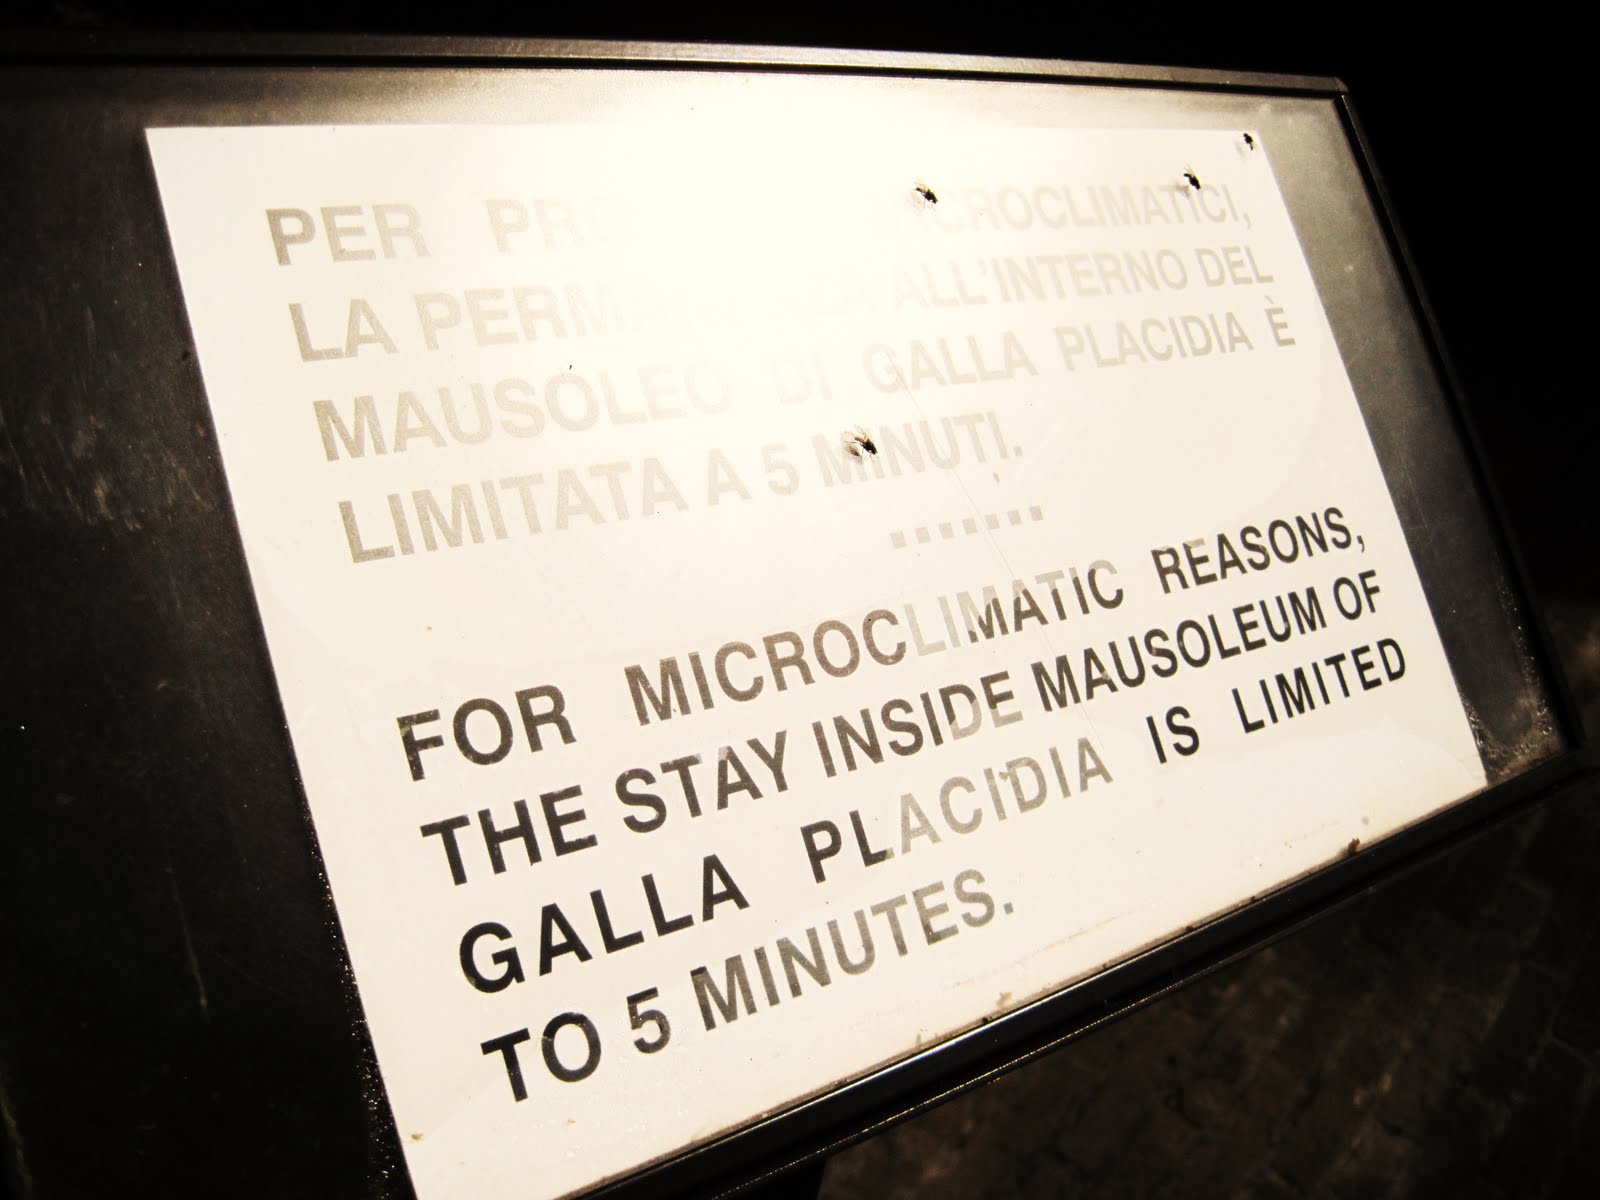 PER
LA ALL'INTERNO DEL
MAUSOLEO DI GALLA PLACIDIA È
LIMITATA A 5 MINUTI.
.......
FOR MICROCLIMATIC REASONS,
THE STAY INSIDE MAUSOLEUM OF
GALLA PLACIDIA IS LIMITED
TO 5 MINUTES.